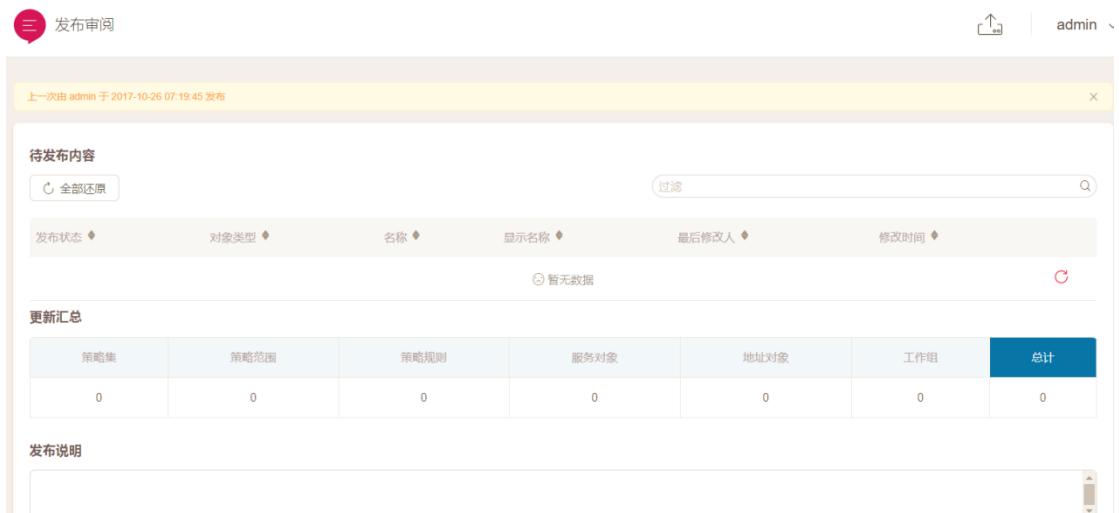 发布审阅
admin
上一次由 admin 于 2017-10-26 07:19:45 发布
待发布内容
全部还原
过滤
发布状态 对象类型 名称 显示名称 最后修改人 修改时间
暂无数据
更新汇总
策略集 策略范围 策略规则 服务对象 地址对象 工作组 总计
0 0 0 0 0 0 0
发布说明